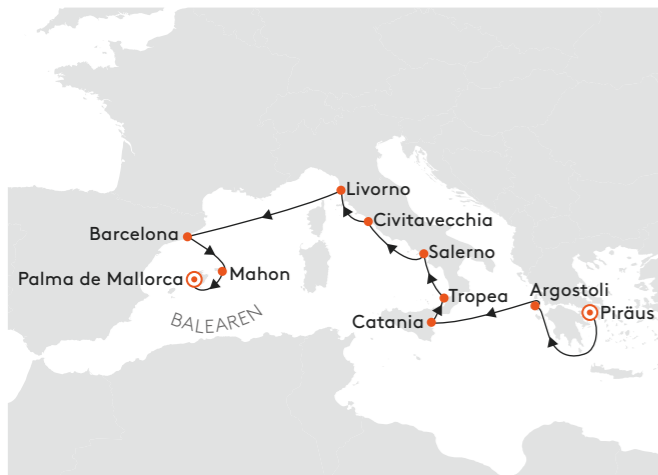 Livorno
Civitavecchia
Barcelona
Salerno
Palma de Mallorca
Mahon
Argostoli
Tropea
Piräus
Catania
BALEAREN